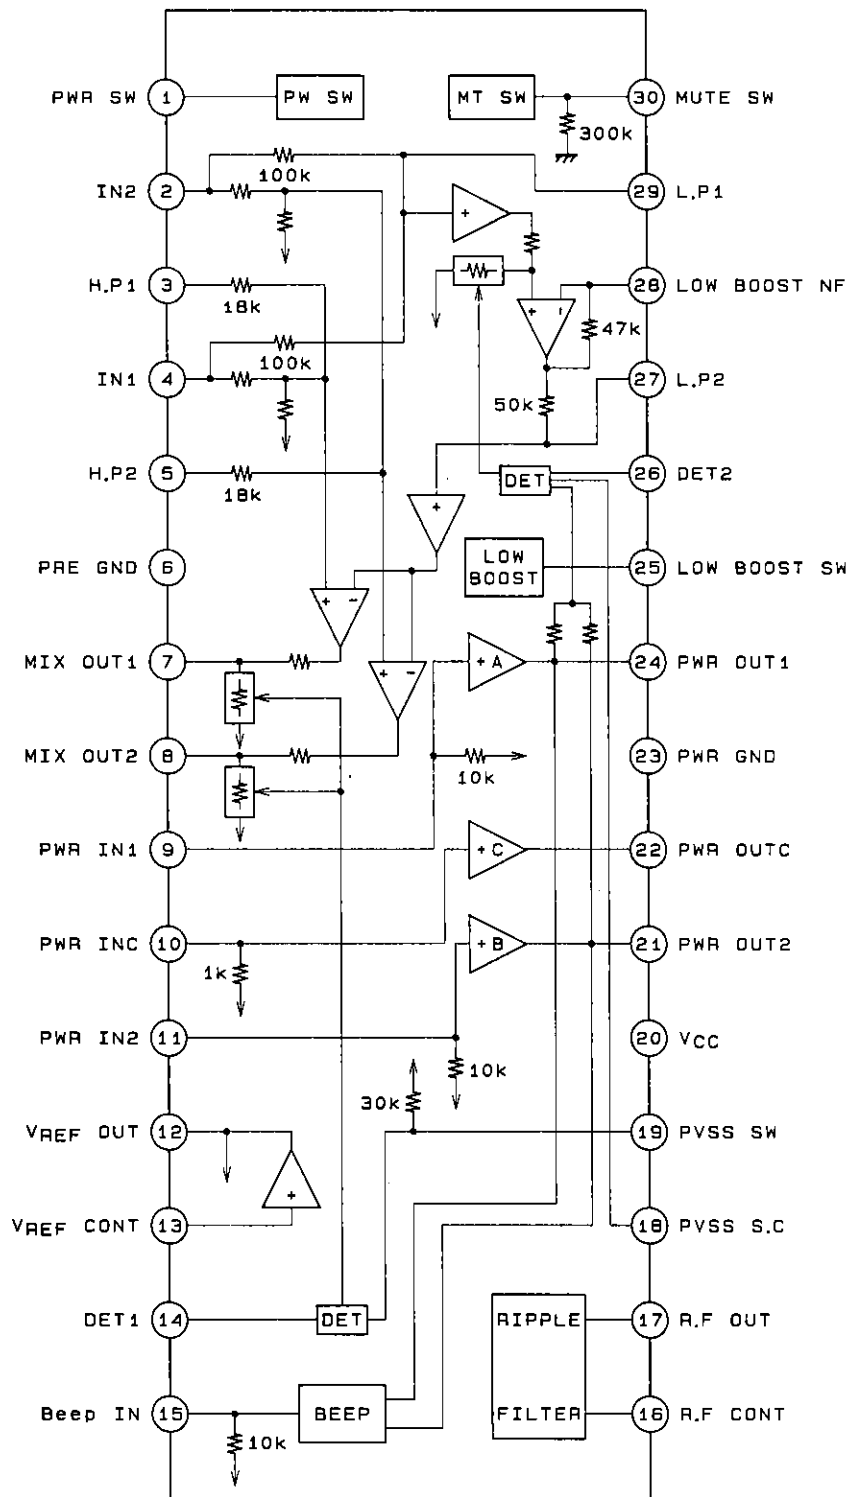 PWR SW 1 PW SW MT SW 30 MUTE SW
300k
100k
IN2 2 + 29 L.P1
H.P1 3 28 LOW BOOST NF
18k + - 47k
100k
IN1 4 27 L.P2
50k
H.P2 5 DET 26 DET2
18k +
PRE GND 6 LOW BOOST 25 LOW BOOST SW
+ -
MIX OUT1 7 + - + A 24 PWR OUT1
MIX OUT2 8 23 PWR GND
10k
PWR IN1 9 + C 22 PWR OUTC
PWR INC 10 + B 21 PWR OUT2
1k
PWR IN2 11 20 VCC
10k
30k
VREF OUT 12 19 PVSS SW
+
VREF CONT 13 18 PVSS S.C
DET1 14 DET RIPPLE 17 R.F OUT
Beep IN 15 BEEP FILTER 16 R.F CONT
10k